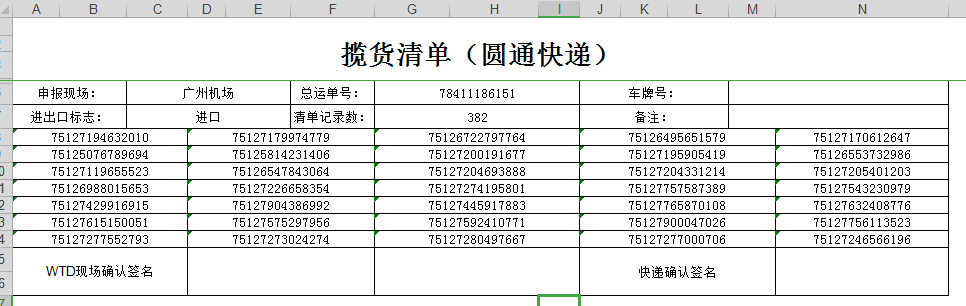 A B C D E F G H I J K L M N
揽货清单（圆通快递）
申报现场： 广州机场 总运单号： 78411186151 车牌号：
进出口标志： 进口 清单记录数： 382 备注：
75127194632010 75127179974779 75126722797764 75126495651579 75127170612647
75125076789694 75125814231406 75127200191677 75127195905419 75126553732986
75127119655523 75126547843064 75127204693888 75127204331214 75127205401203
75126988015653 75127226658354 75127274195801 75127757587389 75127543230979
75127429916915 75127904386992 75127445917883 75127765870108 75127632408776
75127615150051 75127575297956 75127592410771 75127900047026 75127756113523
75127277552793 75127273024274 75127280497667 75127277000706 75127246566196
WTD现场确认签名 快递确认签名